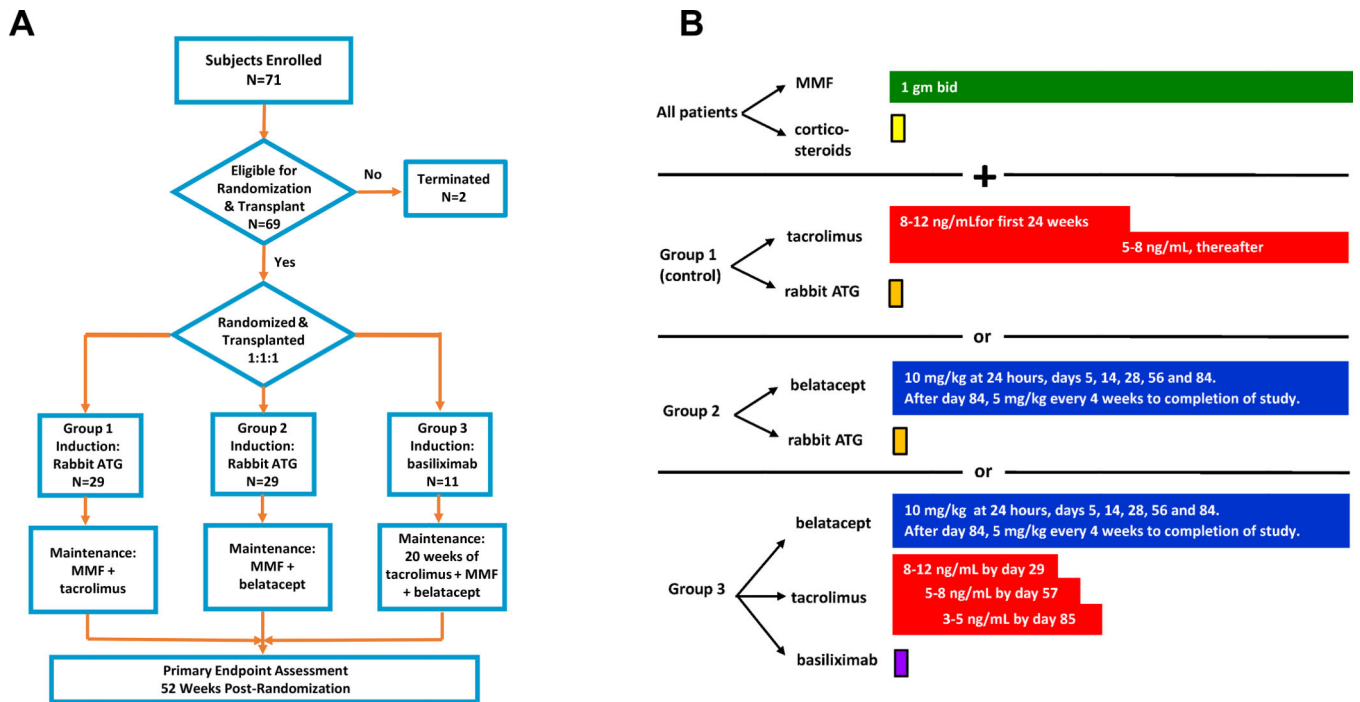 A
Subjects Enrolled
N=71
Eligible for
Randomization
& Transplant
N=69
No
Terminated
N=2
Yes
Randomized &
Transplanted
1:1:1
Group 1
Induction:
Rabbit ATG
N=29
Group 2
Induction:
Rabbit ATG
N=29
Group 3
Induction:
basiliximab
N=11
Maintenance:
MMF +
tacrolimus
Maintenance:
MMF +
belatacept
Maintenance:
20 weeks of
tacrolimus + MMF
+ belatacept
Primary Endpoint Assessment
52 Weeks Post-Randomization
B
All patients
MMF
1 gm bid
cortico-
steroids
+
Group 1
(control)
tacrolimus
8-12 ng/mLfor first 24 weeks
5-8 ng/mL, thereafter
rabbit ATG
or
Group 2
belatacept
10 mg/kg at 24 hours, days 5, 14, 28, 56 and 84.
After day 84, 5 mg/kg every 4 weeks to completion of study.
rabbit ATG
or
Group 3
belatacept
10 mg/kg at 24 hours, days 5, 14, 28, 56 and 84.
After day 84, 5 mg/kg every 4 weeks to completion of study.
tacrolimus
8-12 ng/mL by day 29
5-8 ng/mL by day 57
3-5 ng/mL by day 85
basiliximab